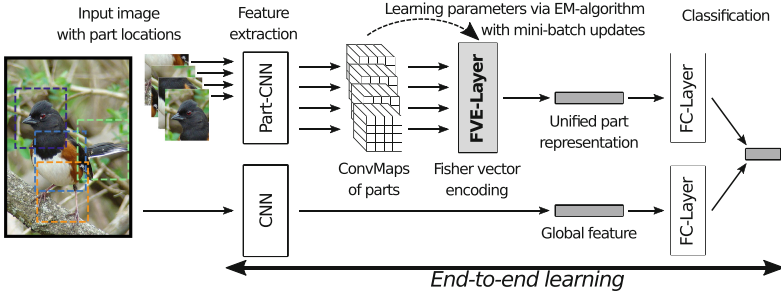 Input image
with part locations
Feature
extraction
Learning parameters via EM-algorithm
with mini-batch updates
Classification
Part-CNN
FVE-Layer
FC-Layer
ConvMaps
of parts
Fisher vector
encoding
Unified part
representation
CNN
Global feature
FC-Layer
End-to-end learning